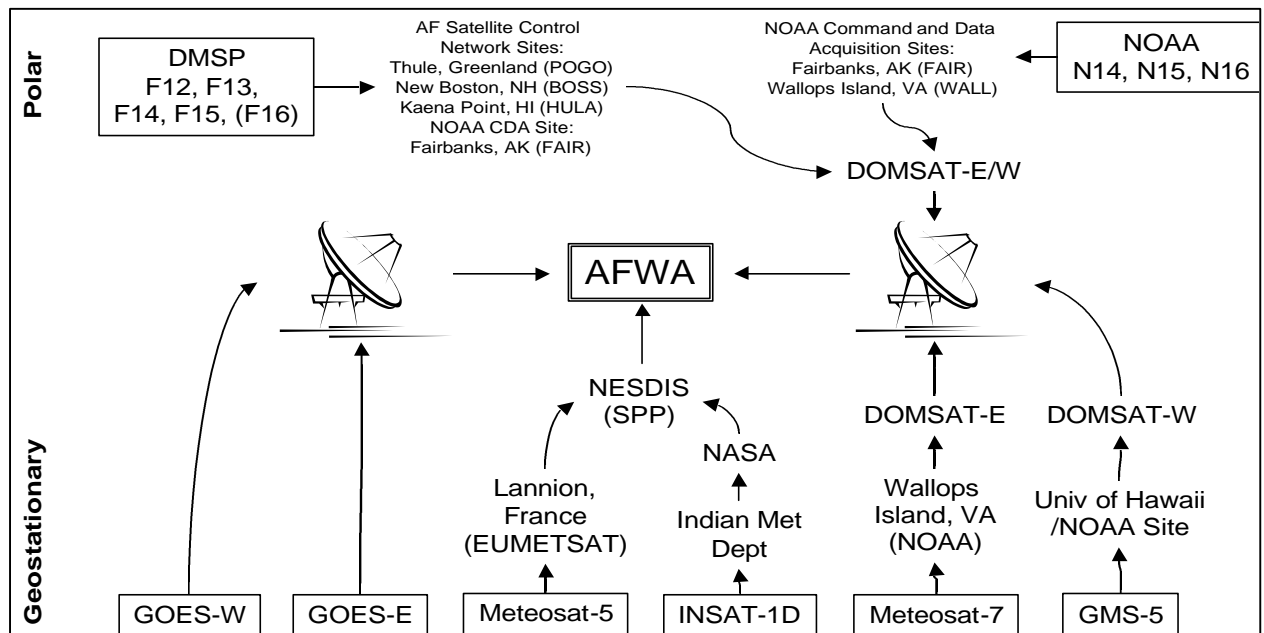 Polar
DMSP
F12, F13,
F14, F15, (F16)
AF Satellite Control
Network Sites:
Thule, Greenland (POGO)
New Boston, NH (BOSS)
Kaena Point, HI (HULA)
NOAA CDA Site:
Fairbanks, AK (FAIR)
NOAA Command and Data
Acquisition Sites:
Fairbanks, AK (FAIR)
Wallops Island, VA (WALL)
NOAA
N14, N15, N16
DOMSAT-E/W
AFWA
NESDIS
(SPP)
DOMSAT-E
DOMSAT-W
NASA
Geostationary
Lannion,
France
(EUMETSAT)
Indian Met
Dept
Wallops
Island, VA
(NOAA)
Univ of Hawaii
/NOAA Site
GOES-W
GOES-E
Meteosat-5
INSAT-1D
Meteosat-7
GMS-5